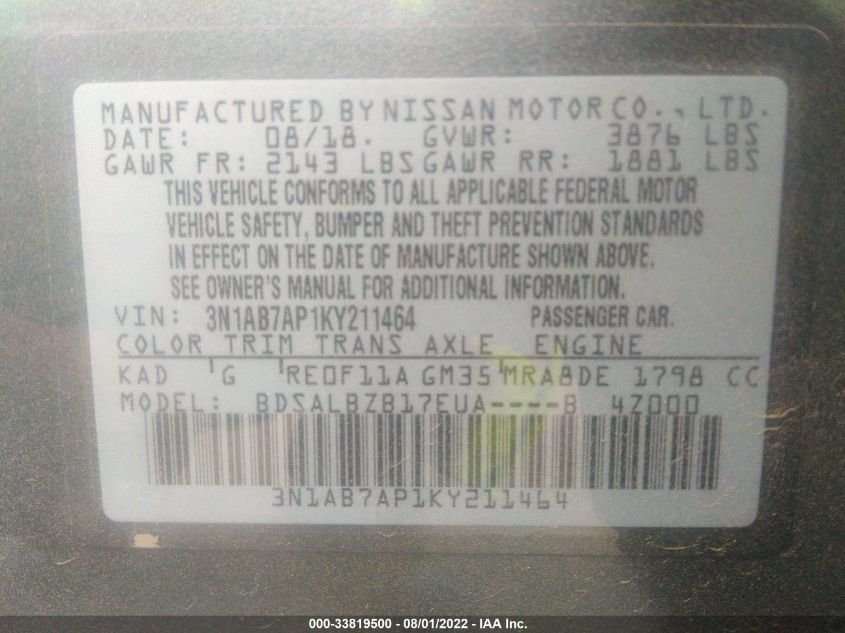 MANUFACTURED BY NISSAN MOTOR CO., LTD.
DATE: 08/18. GVWR: 3876 LBS
GAWR FR: 2143 LBS GAWR RR: 1881 LBS
THIS VEHICLE CONFORMS TO ALL APPLICABLE FEDERAL MOTOR
VEHICLE SAFETY, BUMPER AND THEFT PREVENTION STANDARDS
IN EFFECT ON THE DATE OF MANUFACTURE SHOWN ABOVE.
SEE OWNER'S MANUAL FOR ADDITIONAL INFORMATION.
VIN: 3N1AB7AP1KY211464 PASSENGER CAR.
COLOR TRIM TRANS AXLE ENGINE
KAD 'G 'RE0F11A GM35 'MRA8DE 1798 CC
MODEL: BDSALBZB17EUA----B 4Z000
3N1AB7AP1KY211464
000-33819500 - 08/01/2022 - IAA Inc.